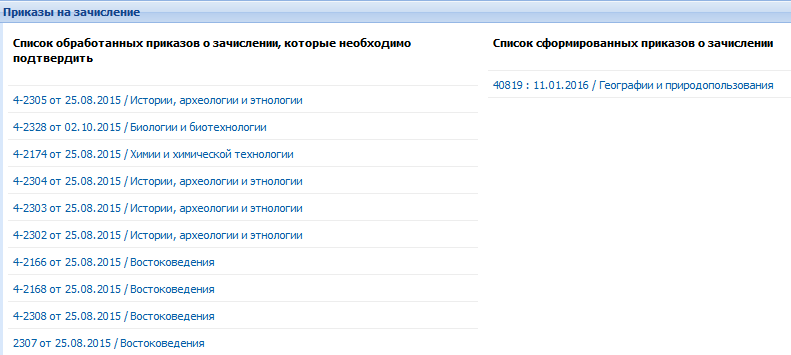 Приказы на зачисление
Список обработанных приказов о зачислении, которые необходимо
подтвердить
4-2305 от 25.08.2015 / Истории, археологии и этнологии
4-2328 от 02.10.2015 / Биологии и биотехнологии
4-2174 от 25.08.2015 / Химии и химической технологии
4-2304 от 25.08.2015 / Истории, археологии и этнологии
4-2303 от 25.08.2015 / Истории, археологии и этнологии
4-2302 от 25.08.2015 / Истории, археологии и этнологии
4-2166 от 25.08.2015 / Востоковедения
4-2168 от 25.08.2015 / Востоковедения
4-2308 от 25.08.2015 / Востоковедения
2307 от 25.08.2015 / Востоковедения
Список сформированных приказов о зачислении
40819 : 11.01.2016 / Географии и природопользования